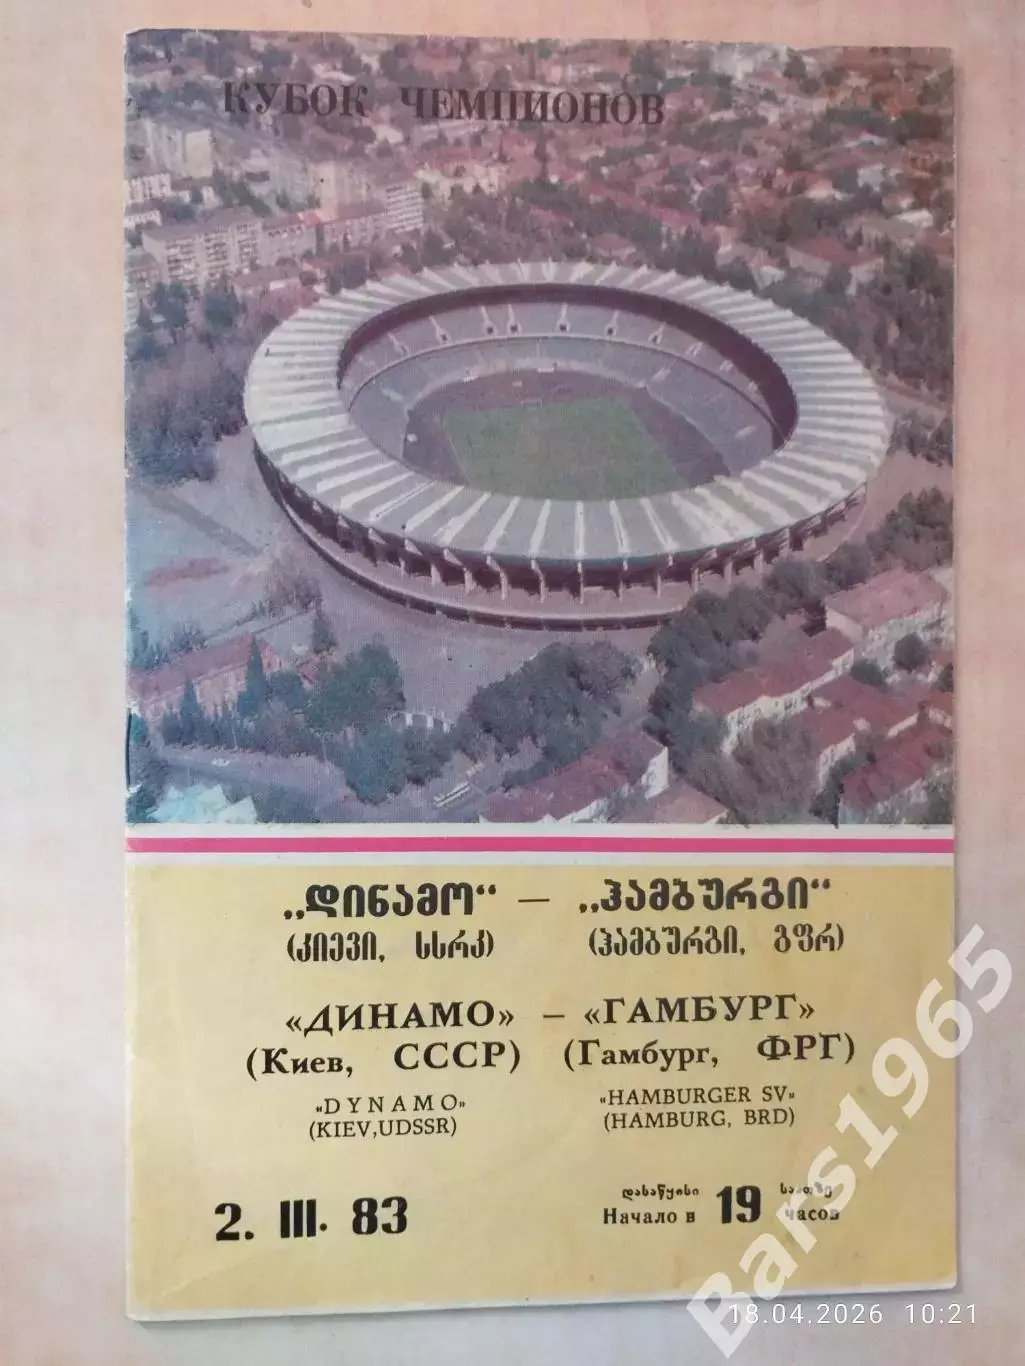 КУБОК ЧЕМПИОНОВ
„დინამო“ — „ჰამბურგი“
(კიევი, სსრკ) (ჰამბურგი, გფრ)
«ДИНАМО» — «ГАМБУРГ»
(Киев, СССР) (Гамбург, ФРГ)
«DYNAMO» «HAMBURGER SV»
(KIEV,UDSSR) (HAMBURG, BRD)
2. III. 83
დასაწყისი 19 საათზე
Начало в 19 часов
Bars1965
18.04.2026 10:21